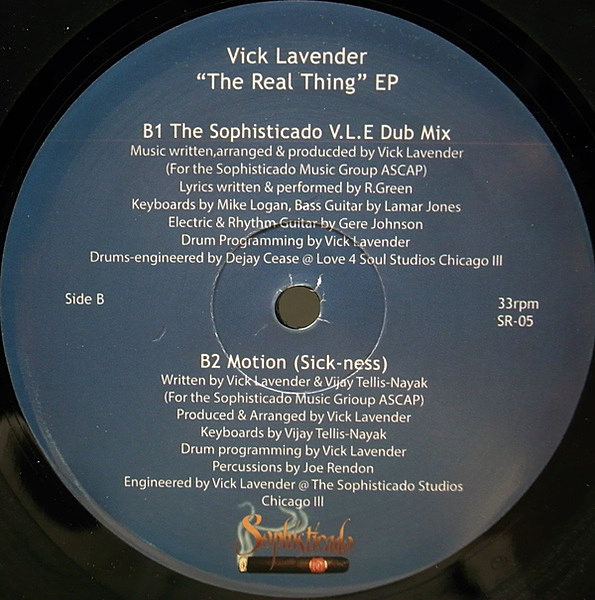 Vick Lavender
“The Real Thing” EP
B1 The Sophisticado V.L.E Dub Mix
Music written,arranged & producded by Vick Lavender
(For the Sophisticado Music Group ASCAP)
Lyrics written & performed by R.Green
Keyboards by Mike Logan, Bass Guitar by Lamar Jones
Electric & Rhythm Guitar by Gere Johnson
Drum Programming by Vick Lavender
Drums-engineered by Dejay Cease @ Love 4 Soul Studios Chicago Ill
Side B
33rpm
SR-05
B2 Motion (Sick-ness)
Written by Vick Lavender & Vijay Tellis-Nayak
(For the Sophisticado Music Grioup ASCAP)
Produced & Arranged by Vick Lavender
Keyboards by Vijay Tellis-Nayak
Drum programming by Vick Lavender
Percussions by Joe Rendon
Engineered by Vick Lavender @ The Sophisticado Studios
Chicago Ill
Sophisticado